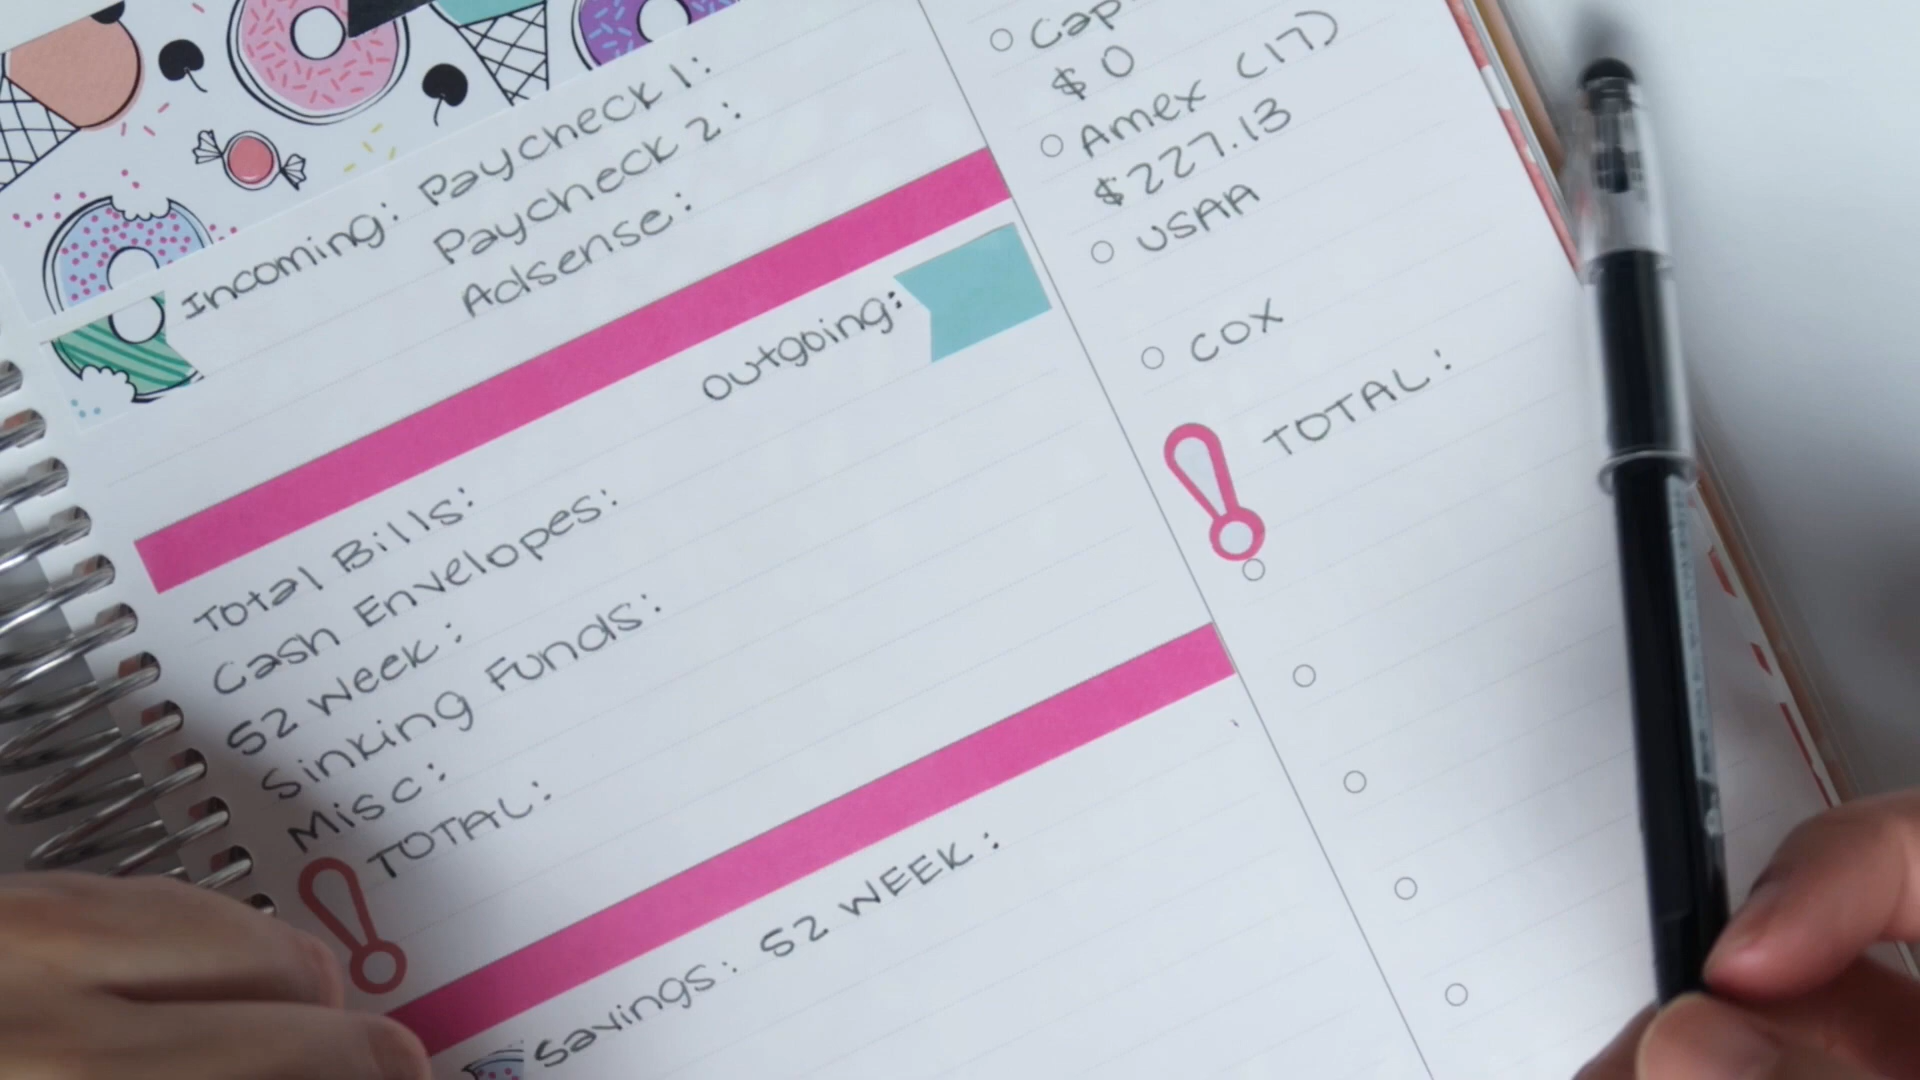 Incoming: Paycheck 1:
Paycheck 2:
Adsense:
Outgoing:
Total Bills:
Cash Envelopes:
52 week:
Sinking Funds:
Misc:
TOTAL:
Savings: 52 WEEK:
Cap
$0
Amex (17)
$227.13
USAA
COX
TOTAL: